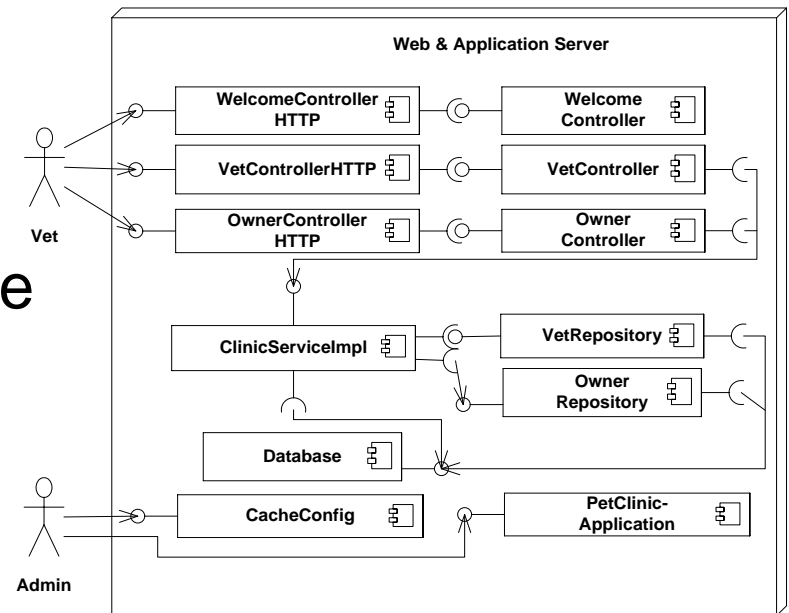 Web & Application Server
WelcomeController
HTTP
Welcome
Controller
VetControllerHTTP
VetController
OwnerController
HTTP
Owner
Controller
Vet
e
ClinicServiceImpl
VetRepository
Owner
Repository
Database
CacheConfig
PetClinic-
Application
Admin